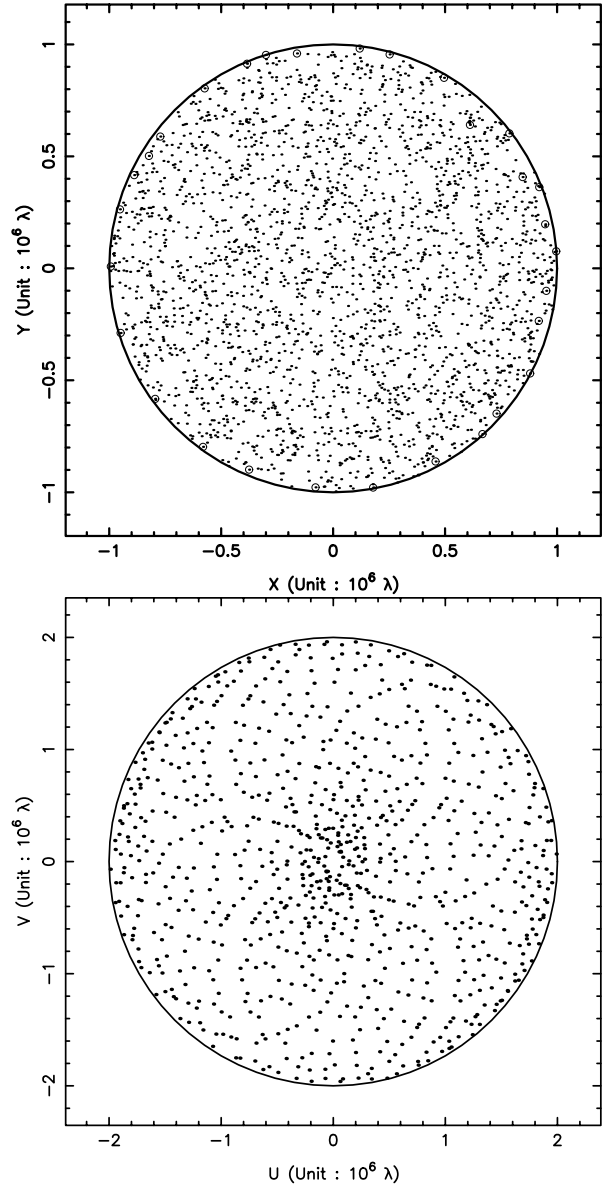 1
0.5
0
−0.5
−1
Y (Unit : 10⁶ λ)
−1 −0.5 0 0.5 1
X (Unit : 10⁶ λ)
2
1
0
−1
−2
V (Unit : 10⁶ λ)
−2 −1 0 1 2
U (Unit : 10⁶ λ)